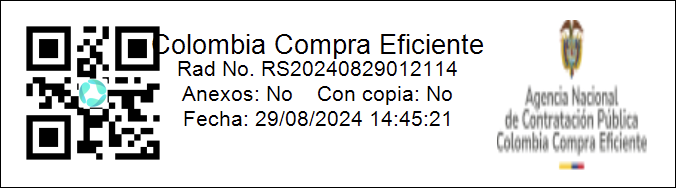 Colombia Compra Eficiente
Rad No. RS20240829012114
Anexos: No    Con copia: No
Fecha: 29/08/2024 14:45:21
Agencia Nacional
de Contratación Pública
Colombia Compra Eficiente